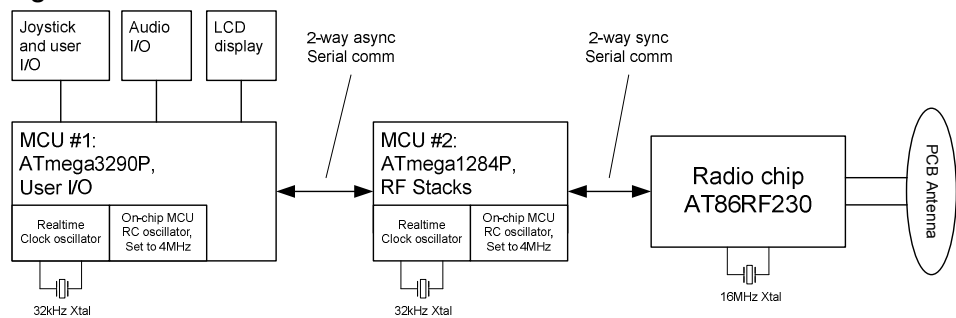 Joystick
and user
I/O
Audio
I/O
LCD
display
2-way async
Serial comm
2-way sync
Serial comm
MCU #1:
ATmega3290P,
User I/O
Realtime
Clock oscillator
On-chip MCU
RC oscillator,
Set to 4MHz
32kHz Xtal
MCU #2:
ATmega1284P,
RF Stacks
Realtime
Clock oscillator
On-chip MCU
RC oscillator,
Set to 4MHz
32kHz Xtal
Radio chip
AT86RF230
16MHz Xtal
PCB Antenna